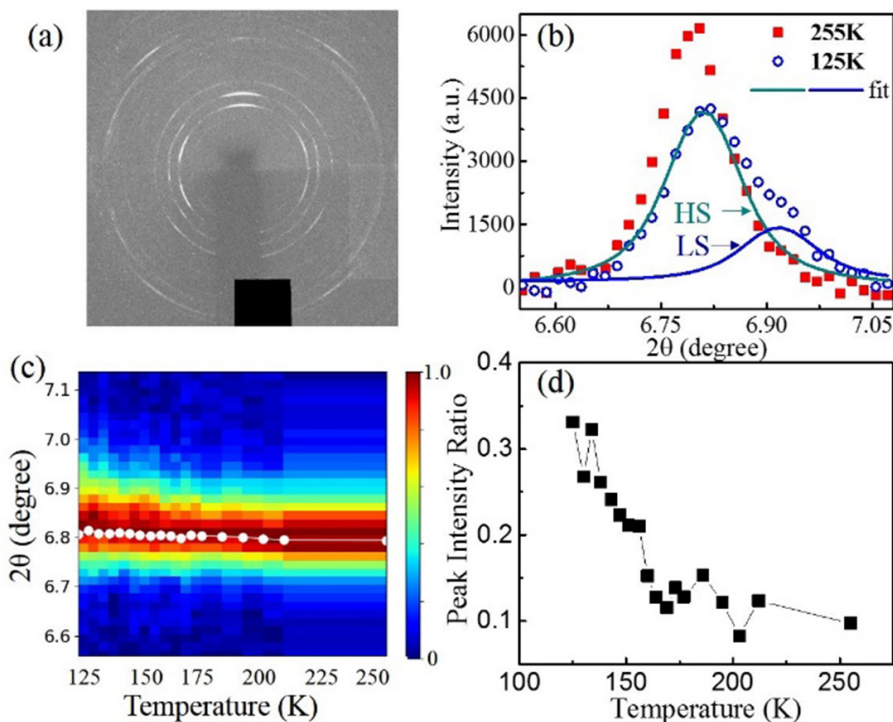 (a)
(b)
255K
125K
fit
HS
LS
Intensity (a.u.)
6000
4500
3000
1500
0
6.60 6.75 6.90 7.05
2θ (degree)
(c)
1.0
0
2θ (degree)
7.1
7.0
6.9
6.8
6.7
6.6
125 150 175 200 225 250
Temperature (K)
(d)
Peak Intensity Ratio
0.4
0.3
0.2
0.1
100 150 200 250
Temperature (K)